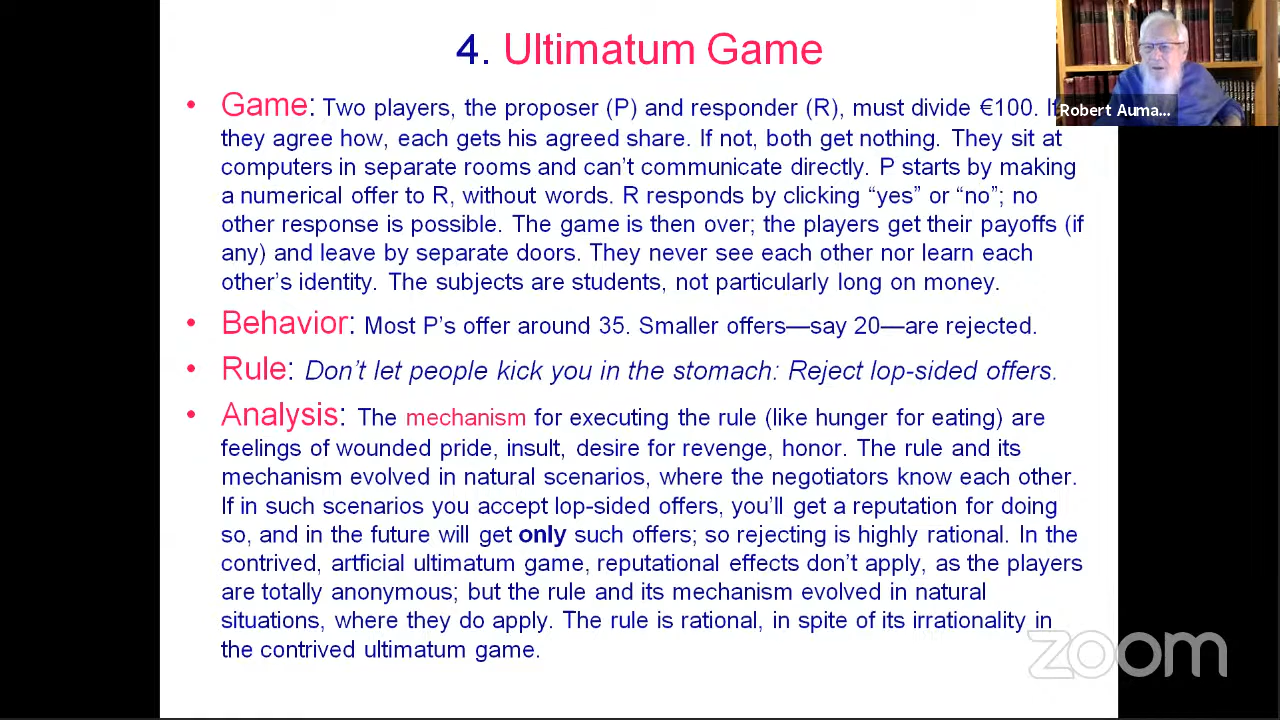 4. Ultimatum Game
• Game: Two players, the proposer (P) and responder (R), must divide €100. If
they agree how, each gets his agreed share. If not, both get nothing. They sit at
computers in separate rooms and can't communicate directly. P starts by making
a numerical offer to R, without words. R responds by clicking “yes” or “no”; no
other response is possible. The game is then over; the players get their payoffs (if
any) and leave by separate doors. They never see each other nor learn each
other's identity. The subjects are students, not particularly long on money.
• Behavior: Most P's offer around 35. Smaller offers—say 20—are rejected.
• Rule: Don't let people kick you in the stomach: Reject lop-sided offers.
• Analysis: The mechanism for executing the rule (like hunger for eating) are
feelings of wounded pride, insult, desire for revenge, honor. The rule and its
mechanism evolved in natural scenarios, where the negotiators know each other.
If in such scenarios you accept lop-sided offers, you'll get a reputation for doing
so, and in the future will get only such offers; so rejecting is highly rational. In the
contrived, artficial ultimatum game, reputational effects don't apply, as the players
are totally anonymous; but the rule and its mechanism evolved in natural
situations, where they do apply. The rule is rational, in spite of its irrationality in
the contrived ultimatum game.
Robert Auma...
zoom